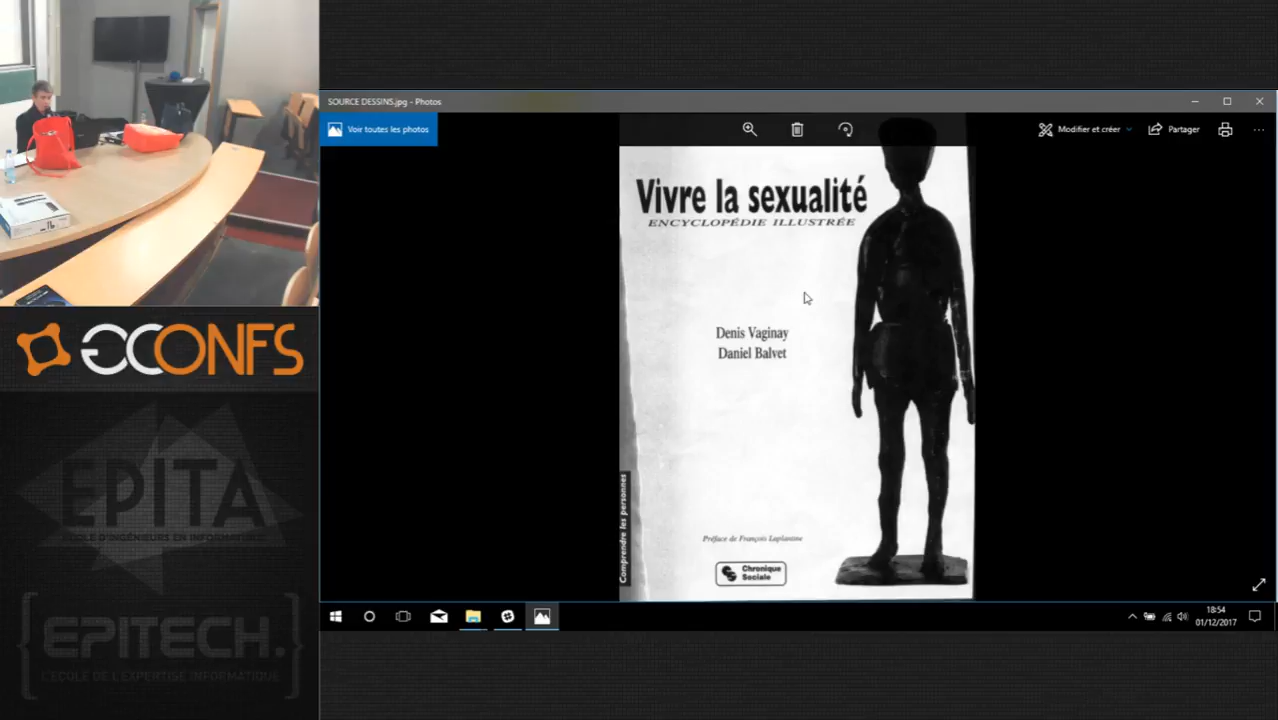 SOURCE DESSINS.jpg - Photos
Voir toutes les photos
Modifier et créer
Partager
Vivre la sexualité
ENCYCLOPÉDIE ILLUSTRÉE
Denis Vaginay
Daniel Balvet
Préface de François Laplantine
Chronique
Sociale
Comprendre les personnes
CONFS
EPITA
ÉCOLE D'INGÉNIEURS EN INFORMATIQUE
{EPITECH.}
L'ÉCOLE DE L'EXPERTISE INFORMATIQUE
18:54
01/12/2017